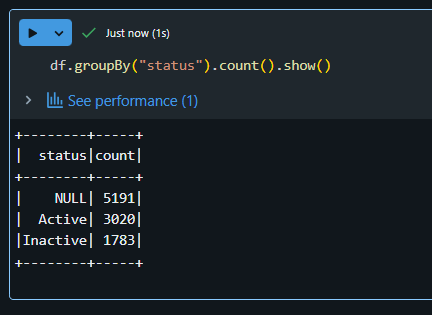 Just now (1s)
df.groupBy("status").count().show()
See performance (1)
+--------+-----+
|  status|count|
+--------+-----+
|    NULL| 5191|
|  Active| 3020|
|Inactive| 1783|
+--------+-----+